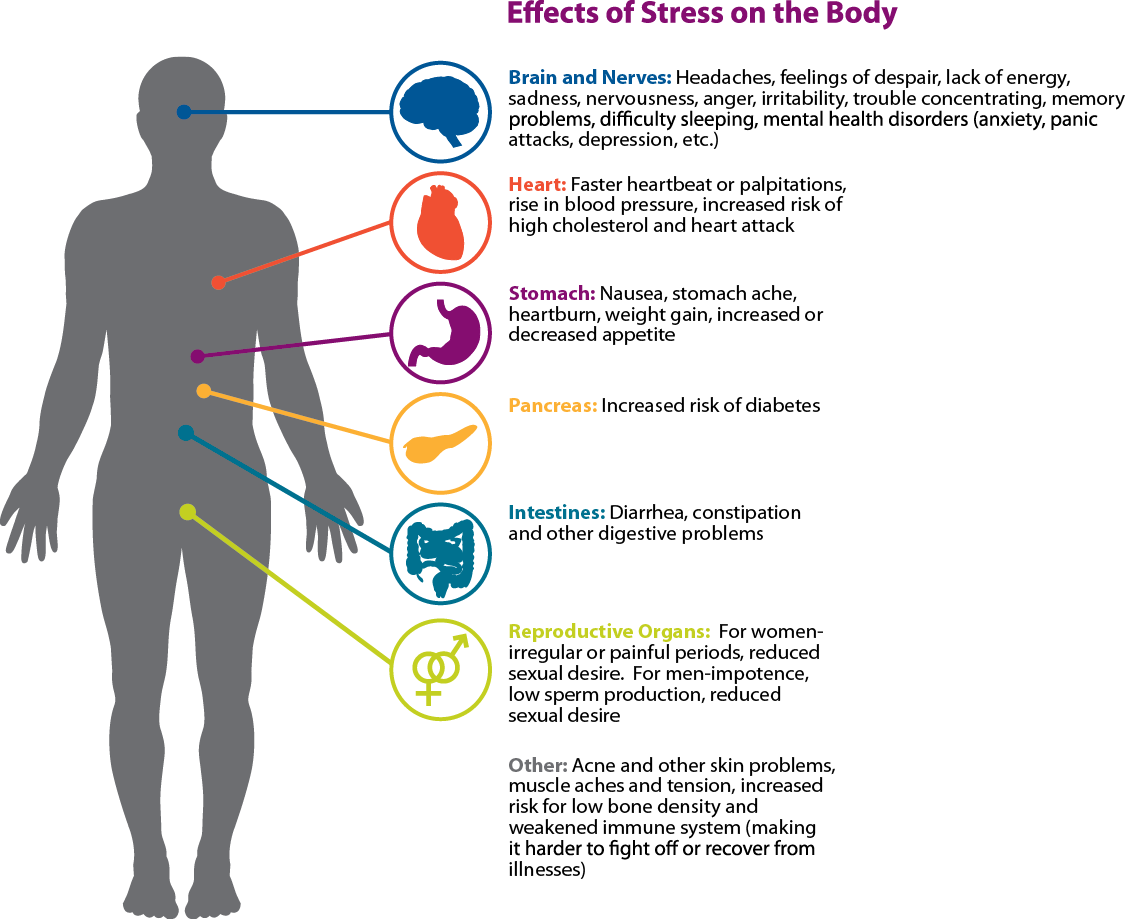 Effects of Stress on the Body
Brain and Nerves: Headaches, feelings of despair, lack of energy,
sadness, nervousness, anger, irritability, trouble concentrating, memory
problems, difficulty sleeping, mental health disorders (anxiety, panic
attacks, depression, etc.)
Heart: Faster heartbeat or palpitations,
rise in blood pressure, increased risk of
high cholesterol and heart attack
Stomach: Nausea, stomach ache,
heartburn, weight gain, increased or
decreased appetite
Pancreas: Increased risk of diabetes
Intestines: Diarrhea, constipation
and other digestive problems
Reproductive Organs:  For women-
irregular or painful periods, reduced
sexual desire.  For men-impotence,
low sperm production, reduced
sexual desire
Other: Acne and other skin problems,
muscle aches and tension, increased
risk for low bone density and
weakened immune system (making
it harder to fight off or recover from
illnesses)